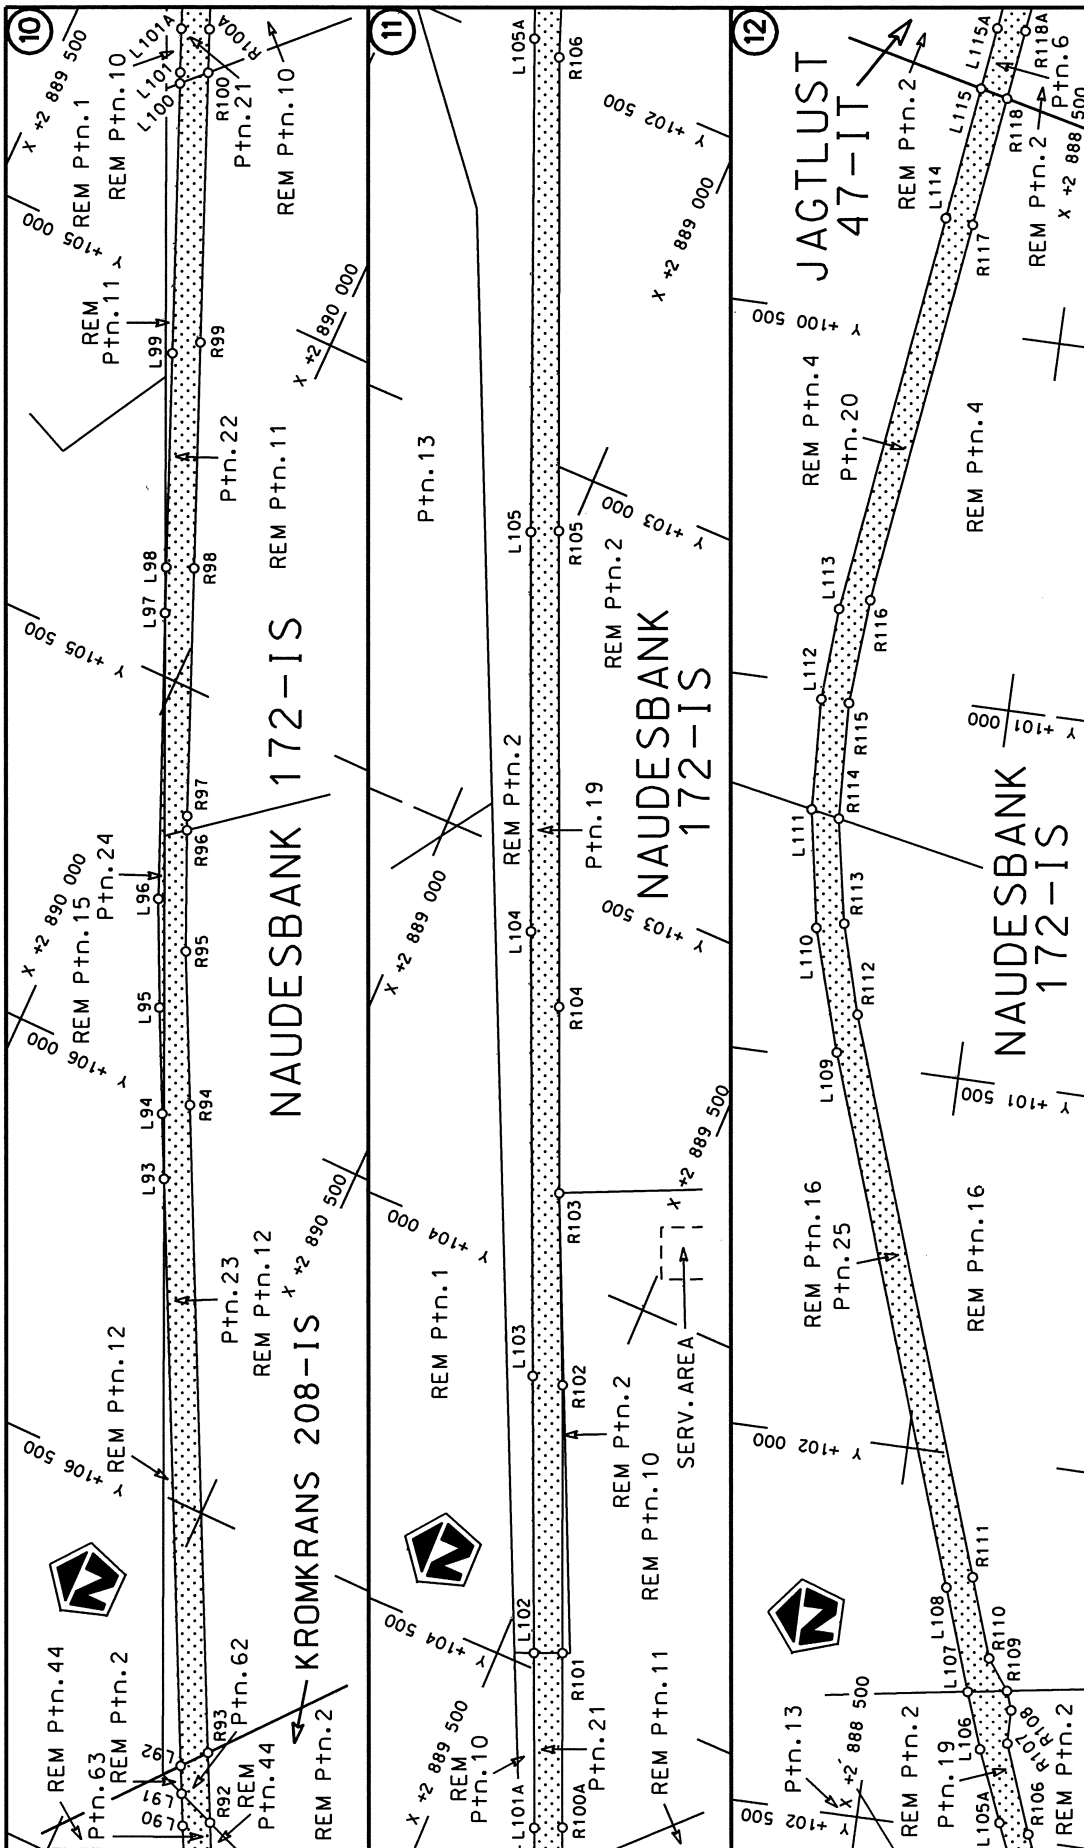 10
X +2 889 500
L101A
L101
L100
R100A
R100
REM Ptn.1
REM Ptn.10
Ptn.21
REM Ptn.10
Y +105 000
REM
Ptn.11
L99
R99
X +2 890 000
Ptn.22
REM Ptn.11
L98
R98
L97
Y +105 500
NAUDESBANK 172-IS
R97
R96
Ptn.24
L96
X +2 890 000
REM Ptn.15
R95
L95
Y +106 000
L94
R94
L93
X +2 890 500
Ptn.23
REM Ptn.12
REM Ptn.12
Y +106 500
KROMKRANS 208-IS
N
REM Ptn.44
REM Ptn.2
Ptn.63
Ptn.62
L92
R93
L91
L90
R92
REM
Ptn.44
REM Ptn.2
11
L105A
R106
Y +102 500
X +2 889 000
Ptn.13
L105
R105
Y +103 000
REM Ptn.2
NAUDESBANK
172-IS
REM Ptn.2
Ptn.19
X +2 889 000
L104
R104
Y +103 500
R103
X +2 889 500
Y +104 000
REM Ptn.1
L103
R102
SERV.AREA
REM Ptn.2
REM Ptn.10
N
L102
R101
Y +104 500
X +2 889 500
REM
Ptn.10
L101A
R100A
Ptn.21
REM Ptn.11
12
JAGTLUST
47-IT
REM Ptn.2
L115A
R118A
Ptn.6
L115
R118
REM Ptn.2
X +2 888 500
L114
R117
Y +100 500
REM Ptn.4
Ptn.20
REM Ptn.4
L113
R116
L112
R115
Y +101 000
L111
R114
NAUDESBANK
172-IS
L110
R113
R112
L109
Y +101 500
REM Ptn.16
Ptn.25
REM Ptn.16
Y +102 000
R111
L108
N
R110
L107
R109
L106
R108
R107
Ptn.13
X +2 888 500
REM Ptn.2
Ptn.19
Y +102 500
L105A
R106
REM Ptn.2